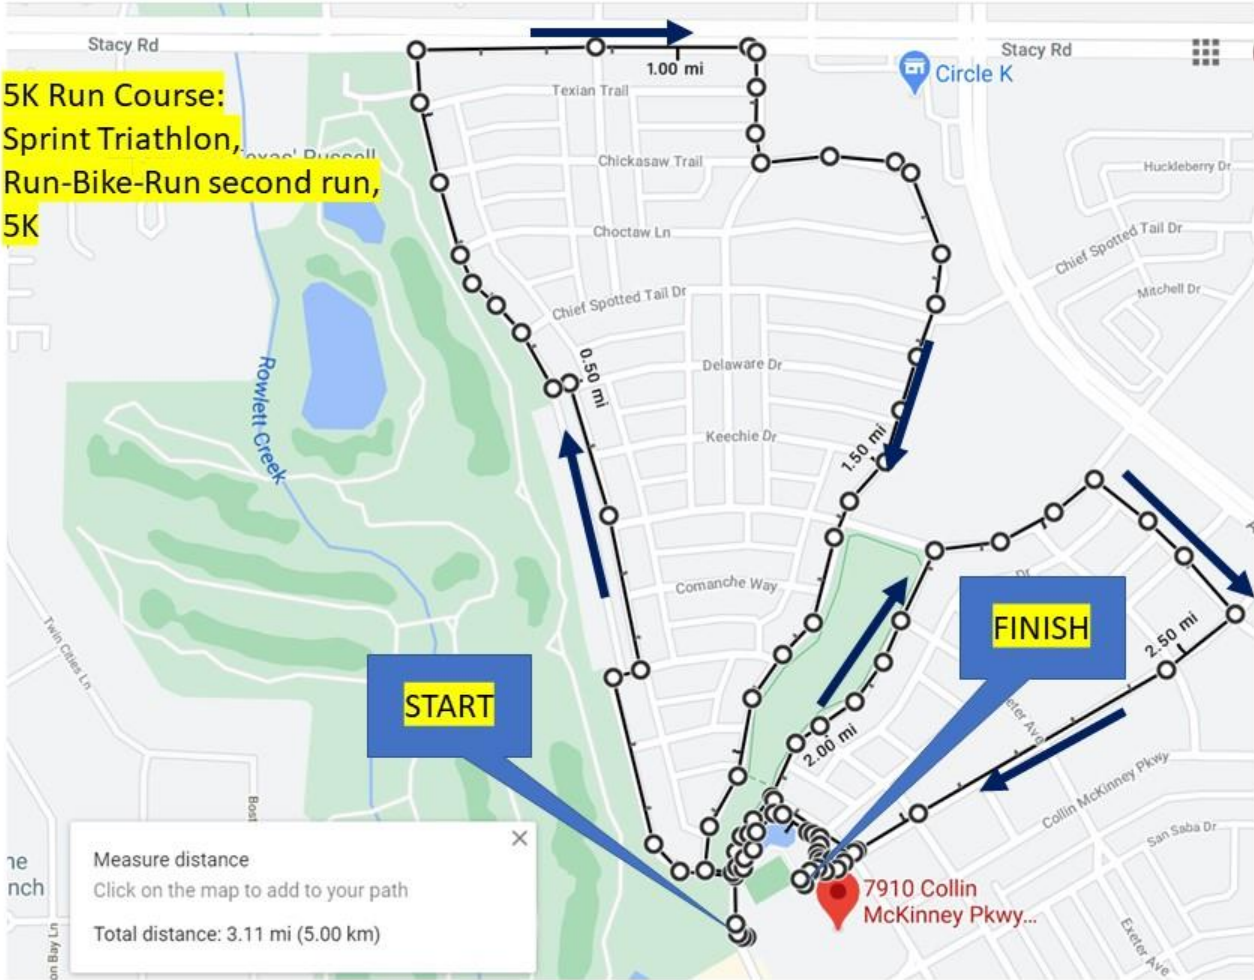 Stacy Rd
Stacy Rd
1.00 mi
Circle K
5K Run Course:
Sprint Triathlon,
Run-Bike-Run second run,
5K
Texian Trail
Russell
Chickasaw Trail
Huckleberry Dr
Choctaw Ln
Chief Spotted Tail Dr
Chief Spotted Tail Dr
Mitchell Dr
0.50 mi
Delaware Dr
Rowlett Creek
Keechie Dr
1.50 mi
Comanche Way
Dr
FINISH
2.50 mi
Twin Cities Ln
START
2.00 mi
Collin McKinney Pkwy
San Saba Dr
Measure distance
Click on the map to add to your path
Total distance: 3.11 mi (5.00 km)
7910 Collin
McKinney Pkwy...
Exeter Ave